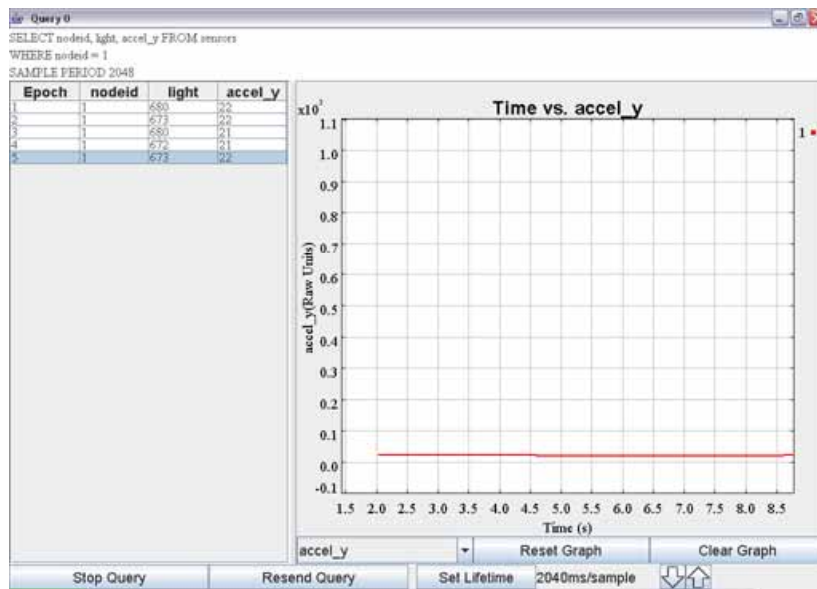 Query 0
SELECT nodeid, light, accel_y FROM sensors
WHERE nodeid = 1
SAMPLE PERIOD 2048
Epoch nodeid light accel_y
1 1 680 22
2 1 673 22
3 1 680 21
4 1 672 21
5 1 673 22
Time vs. accel_y
x10
1.1
1.0
0.9
0.8
0.7
0.6
0.5
0.4
0.3
0.2
0.1
0.0
-0.1
accel_y(Raw Units)
1.5 2.0 2.5 3.0 3.5 4.0 4.5 5.0 5.5 6.0 6.5 7.0 7.5 8.0 8.5
Time (s)
1
accel_y Reset Graph Clear Graph
Stop Query Resend Query Set Lifetime 2040ms/sample